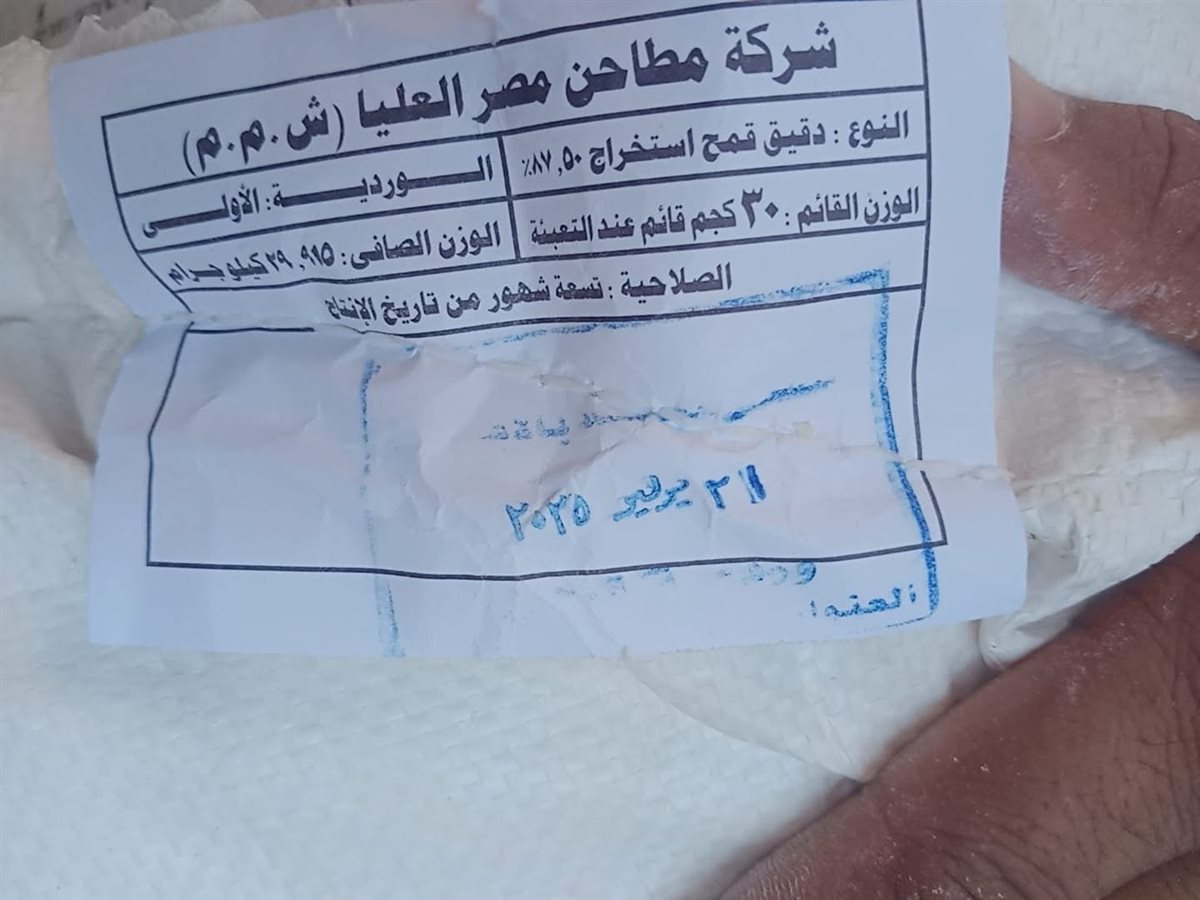 شركة مطاحن مصر العليا (ش.م.م)
النوع : دقيق قمح استخراج ٨٧,٥٠٪
الورديـة : الأولى
الوزن القائم : ٣٠ كجم قائم عند التعبئة
الوزن الصافى : ٢٩,٩١٥ كيلو جرام
الصلاحية : تسعة شهور من تاريخ الإنتاج
٢١ يوليو ٢٠٢٥